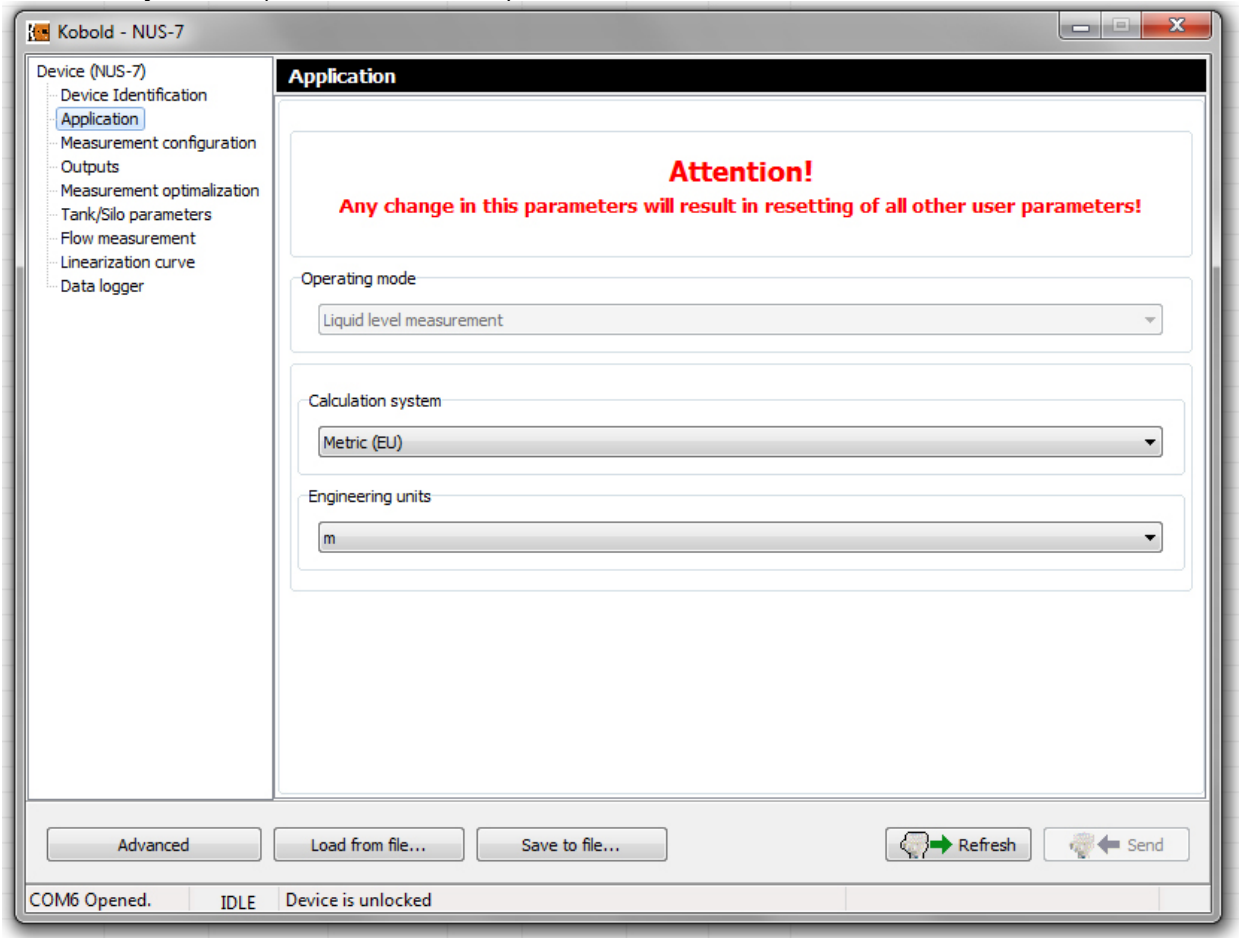 Kobold - NUS-7
Device (NUS-7)
Device Identification
Application
Measurement configuration
Outputs
Measurement optimalization
Tank/Silo parameters
Flow measurement
Linearization curve
Data logger
Application
Attention!
Any change in this parameters will result in resetting of all other user parameters!
Operating mode
Liquid level measurement
Calculation system
Metric (EU)
Engineering units
m
Advanced
Load from file...
Save to file...
Refresh
Send
COM6 Opened.
IDLE
Device is unlocked